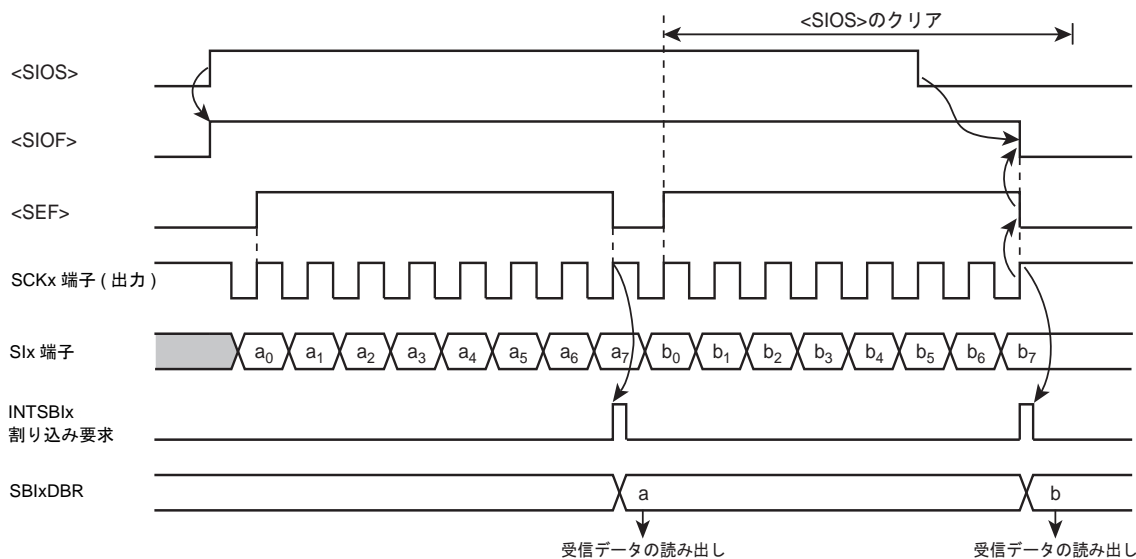 <SIOS>のクリア
<SIOS>
<SIOF>
<SEF>
SCKx 端子 ( 出力 )
SIx 端子
a0 a1 a2 a3 a4 a5 a6 a7 b0 b1 b2 b3 b4 b5 b6 b7
INTSBIx
割り込み要求
SBIxDBR
a
b
受信データの読み出し
受信データの読み出し